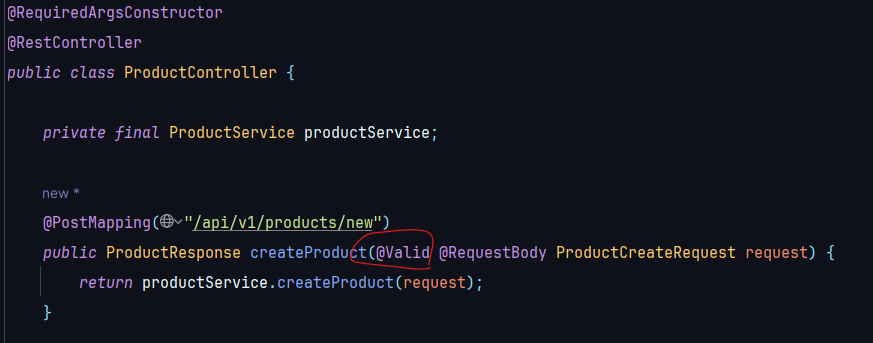 @RequiredArgsConstructor
@RestController
public class ProductController {
private final ProductService productService;
new *
@PostMapping("/api/v1/products/new")
public ProductResponse createProduct(@Valid @RequestBody ProductCreateRequest request) {
return productService.createProduct(request);
}